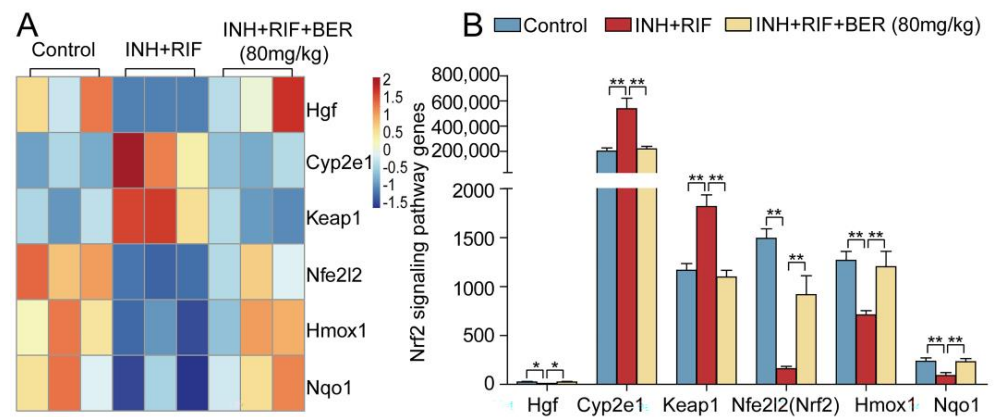 A
Control
INH+RIF
INH+RIF+BER
(80mg/kg)
Hgf
Cyp2e1
Keap1
Nfe2l2
Hmox1
Nqo1
2
1.5
1
0.5
0
-0.5
-1
-1.5
B
Control
INH+RIF
INH+RIF+BER (80mg/kg)
Nrf2 signaling pathway genes
800,000
600,000
400,000
200,000
2000
1500
1000
500
0
** **
** **
**
**
** **
* *
** **
Hgf Cyp2e1 Keap1 Nfe2l2(Nrf2) Hmox1 Nqo1